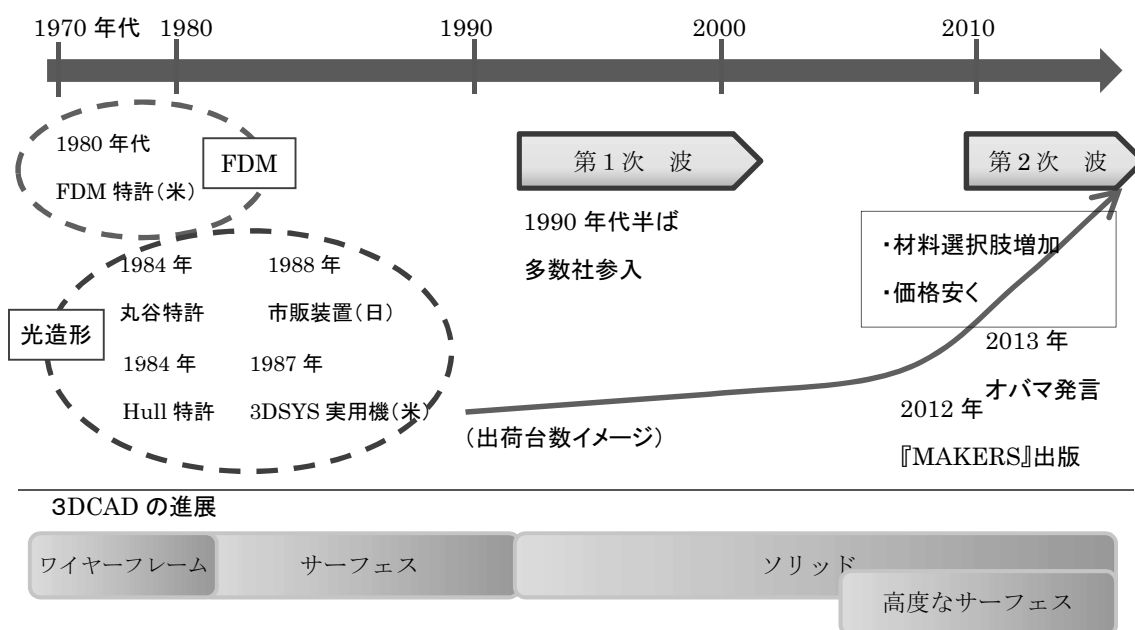 1970 年代 1980 1990 2000 2010
1980 年代
FDM 特許(米)
FDM
第1次 波
第2次 波
1990 年代半ば
多数社参入
・材料選択肢増加
・価格安く
光造形
1984 年 1988 年
丸谷特許 市販装置(日)
1984 年 1987 年
Hull 特許 3DSYS 実用機(米)
(出荷台数イメージ)
2013 年
オバマ発言
2012 年
『MAKERS』出版
3DCAD の進展
ワイヤーフレーム サーフェス ソリッド
高度なサーフェス